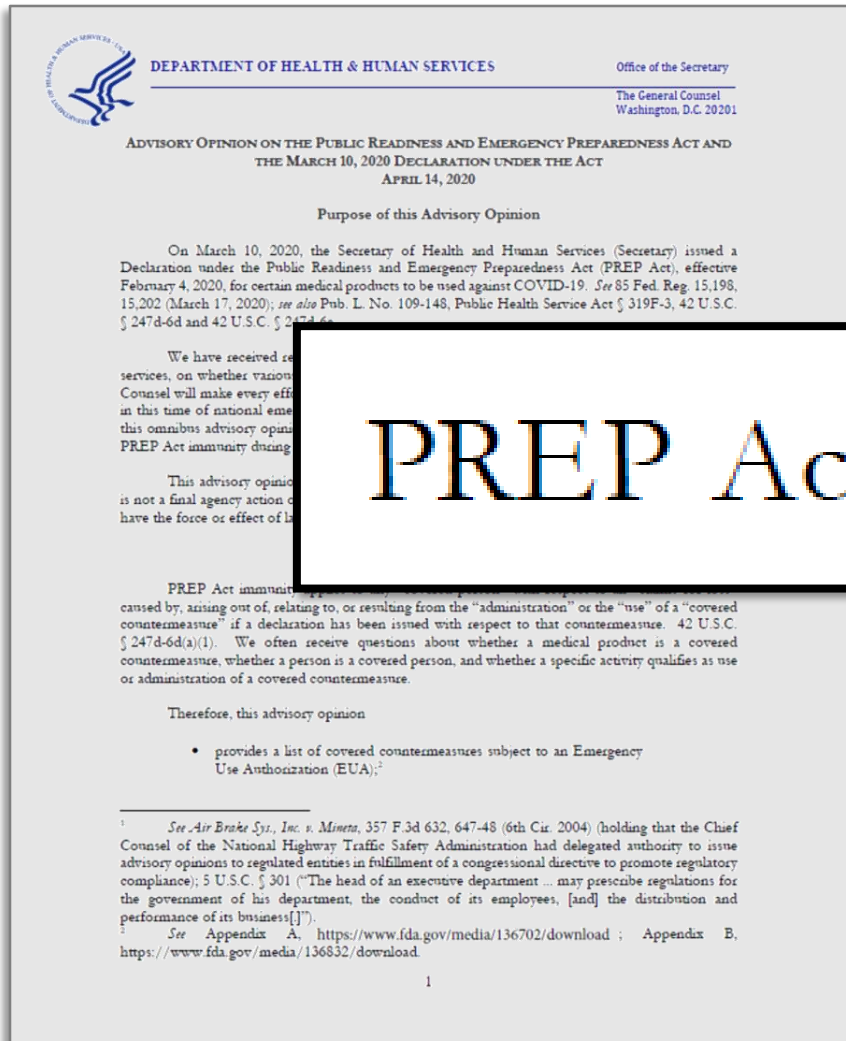 DEPARTMENT OF HEALTH & HUMAN SERVICES
Office of the Secretary
The General Counsel
Washington, D.C. 20201
ADVISORY OPINION ON THE PUBLIC READINESS AND EMERGENCY PREPAREDNESS ACT AND
THE MARCH 10, 2020 DECLARATION UNDER THE ACT
APRIL 14, 2020
Purpose of this Advisory Opinion
On March 10, 2020, the Secretary of Health and Human Services (Secretary) issued a
Declaration under the Public Readiness and Emergency Preparedness Act (PREP Act), effective
February 4, 2020, for certain medical products to be used against COVID-19. See 85 Fed. Reg. 15,198,
15,202 (March 17, 2020); see also Pub. L. No. 109-148, Public Health Service Act § 319F-3, 42 U.S.C.
§ 247d-6d and 42 U.S.C. § 247d-6e.
We have received
services, on whether various
Counsel will make every
in this time of national
this omnibus advisory
PREP Act immunity during
This advisory
is not a final agency action
have the force or effect of
PREP Ac
PREP Act immunity
caused by, arising out of, relating to, or resulting from the “administration” or the “use” of a “covered
countermeasure” if a declaration has been issued with respect to that countermeasure. 42 U.S.C.
§ 247d-6d(a)(1). We often receive questions about whether a medical product is a covered
countermeasure, whether a person is a covered person, and whether a specific activity qualifies as use
or administration of a covered countermeasure.
Therefore, this advisory opinion
• provides a list of covered countermeasures subject to an Emergency
Use Authorization (EUA);2
1 See Air Brake Sys., Inc. v. Mineta, 357 F.3d 632, 647-48 (6th Cir. 2004) (holding that the Chief
Counsel of the National Highway Traffic Safety Administration had delegated authority to issue
advisory opinions to regulated entities in fulfillment of a congressional directive to promote regulatory
compliance); 5 U.S.C. § 301 (“The head of an executive department ... may prescribe regulations for
the government of his department, the conduct of its employees, [and] the distribution and
performance of its business[.]”).
2 See Appendix A, https://www.fda.gov/media/136702/download ; Appendix B,
https://www.fda.gov/media/136832/download.
1